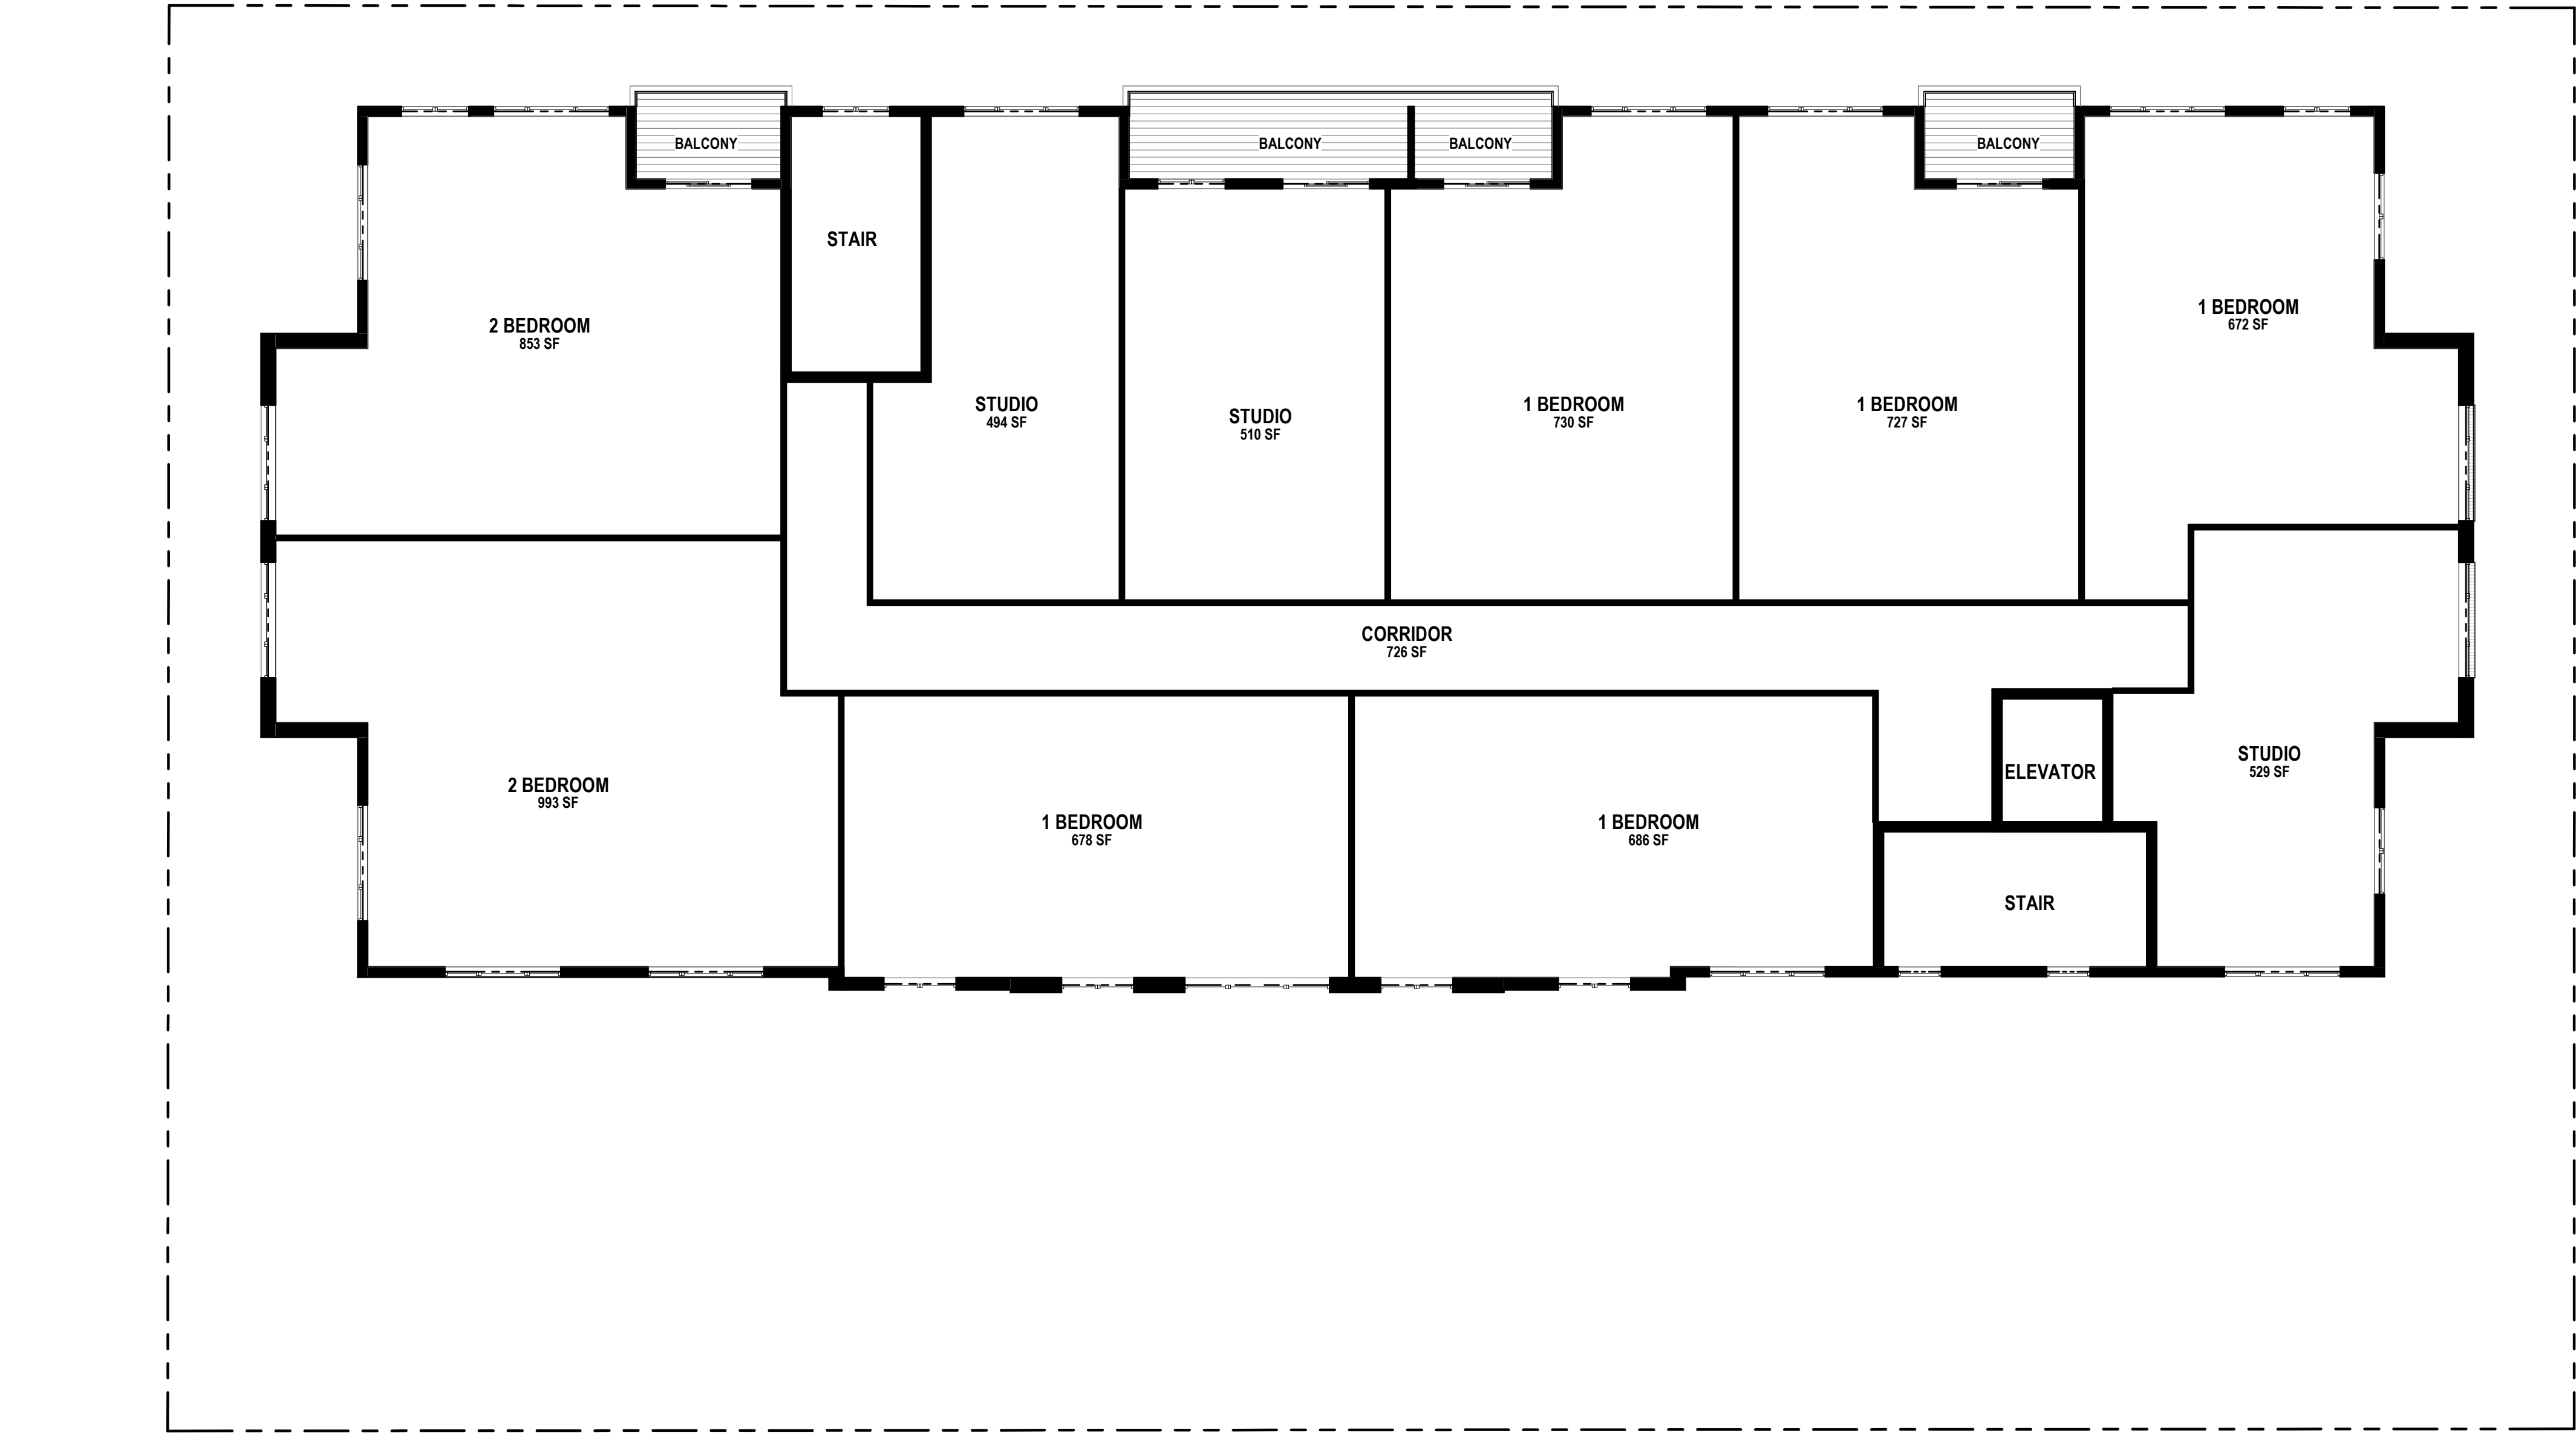 BALCONY
BALCONY
BALCONY
BALCONY
STAIR
2 BEDROOM
853 SF
STUDIO
494 SF
STUDIO
510 SF
1 BEDROOM
730 SF
1 BEDROOM
727 SF
1 BEDROOM
672 SF
CORRIDOR
726 SF
2 BEDROOM
993 SF
1 BEDROOM
678 SF
1 BEDROOM
686 SF
ELEVATOR
STUDIO
529 SF
STAIR